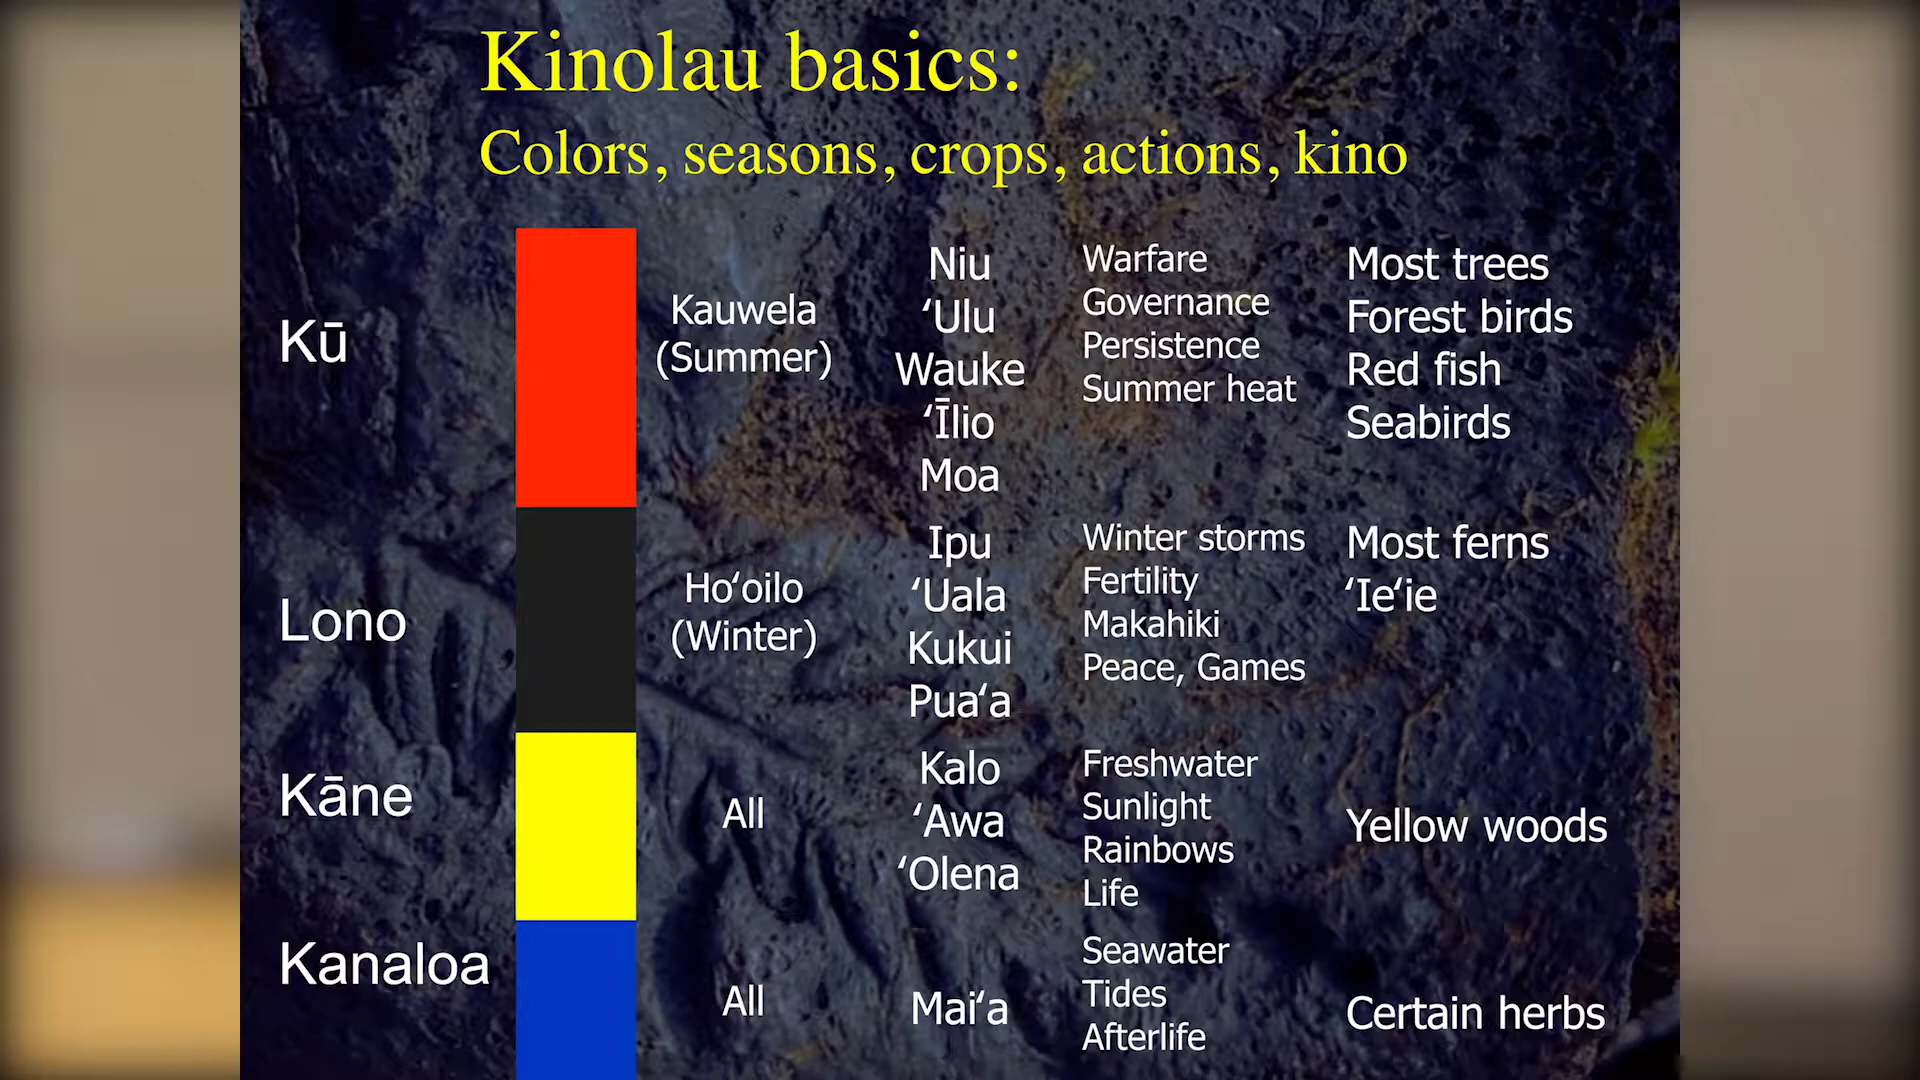 Kinolau basics:
Colors, seasons, crops, actions, kino
Kū
Kauwela
(Summer)
Niu
ʻUlu
Wauke
ʻĪlio
Moa
Warfare
Governance
Persistence
Summer heat
Most trees
Forest birds
Red fish
Seabirds
Lono
Hoʻoilo
(Winter)
Ipu
ʻUala
Kukui
Puaʻa
Winter storms
Fertility
Makahiki
Peace, Games
Most ferns
ʻIeʻie
Kāne
All
Kalo
ʻAwa
ʻOlena
Freshwater
Sunlight
Rainbows
Life
Yellow woods
Kanaloa
All
Maiʻa
Seawater
Tides
Afterlife
Certain herbs